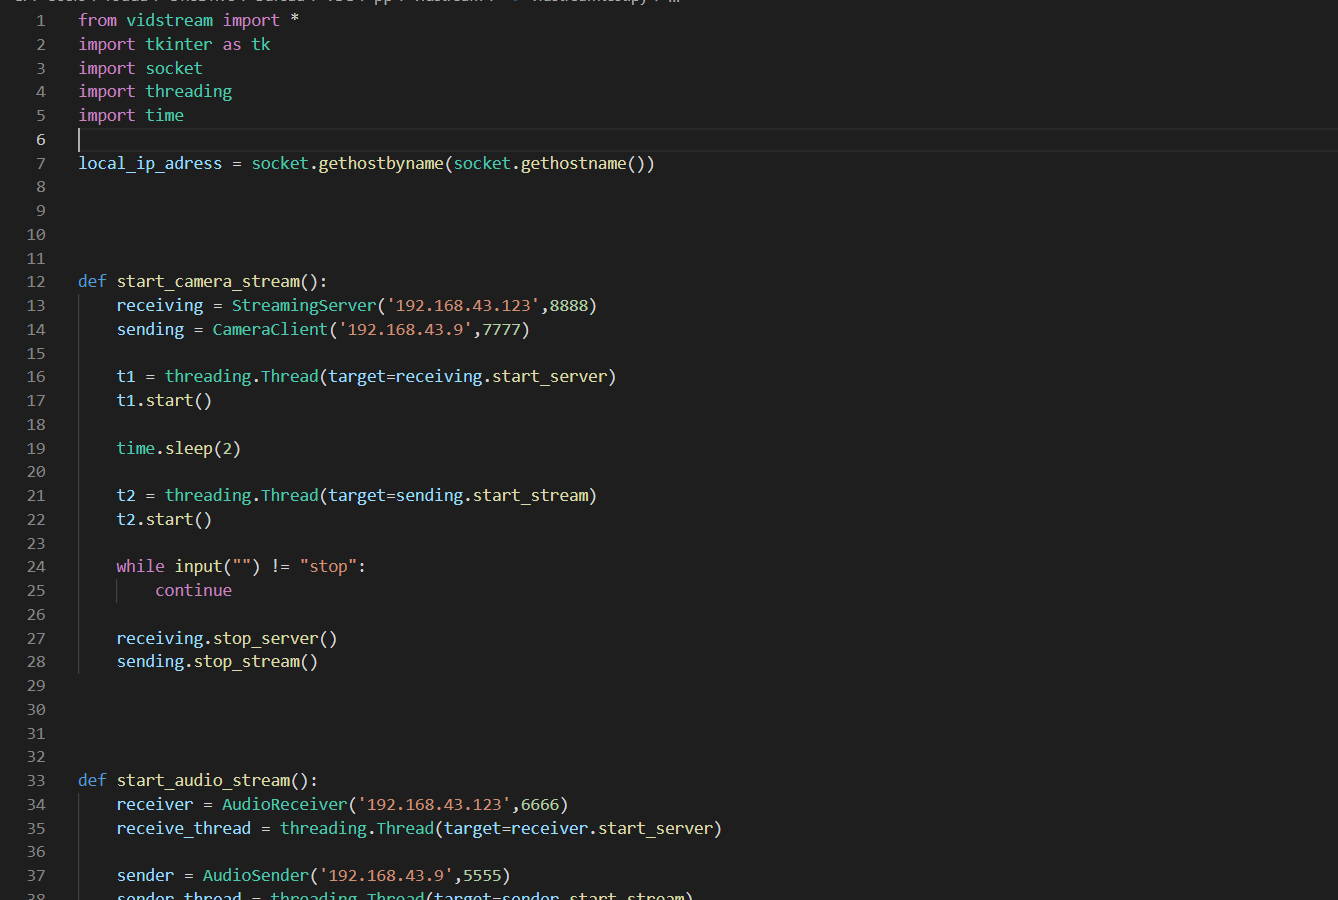 1 from vidstream import *
2 import tkinter as tk
3 import socket
4 import threading
5 import time
6
7 local_ip_adress = socket.gethostbyname(socket.gethostname())
8
9
10
11
12 def start_camera_stream():
13     receiving = StreamingServer('192.168.43.123',8888)
14     sending = CameraClient('192.168.43.9',7777)
15
16     t1 = threading.Thread(target=receiving.start_server)
17     t1.start()
18
19     time.sleep(2)
20
21     t2 = threading.Thread(target=sending.start_stream)
22     t2.start()
23
24     while input("") != "stop":
25         continue
26
27     receiving.stop_server()
28     sending.stop_stream()
29
30
31
32
33 def start_audio_stream():
34     receiver = AudioReceiver('192.168.43.123',6666)
35     receive_thread = threading.Thread(target=receiver.start_server)
36
37     sender = AudioSender('192.168.43.9',5555)
38     sender_thread = threading.Thread(target=sender.start_stream)